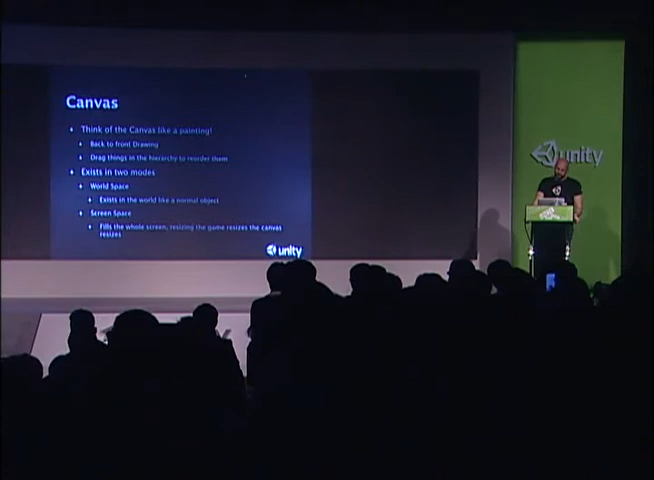 Canvas
Think of the Canvas like a painting!
Back to front Drawing
Drag things in the hierarchy to reorder them
Exists in two modes
World Space
Exists in the world like a normal object
Screen Space
Fills the whole screen, resizing the game resizes the canvas
resizes
unity
unity